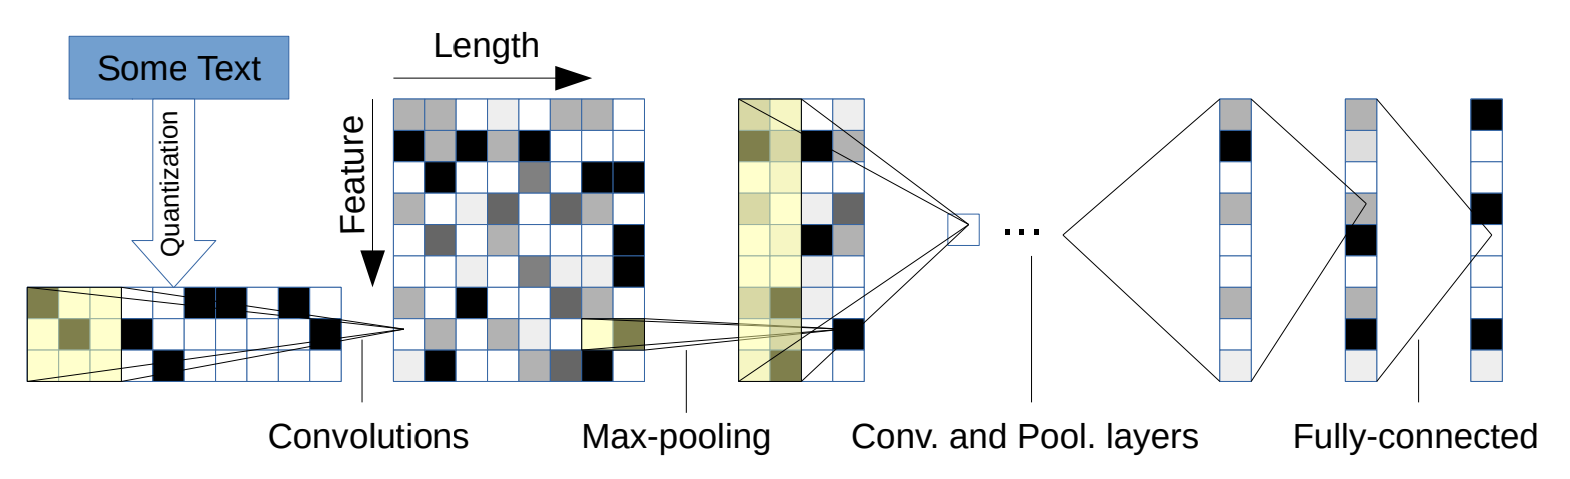 Some Text
Quantization
Length
Feature
...
Convolutions
Max-pooling
Conv. and Pool. layers
Fully-connected